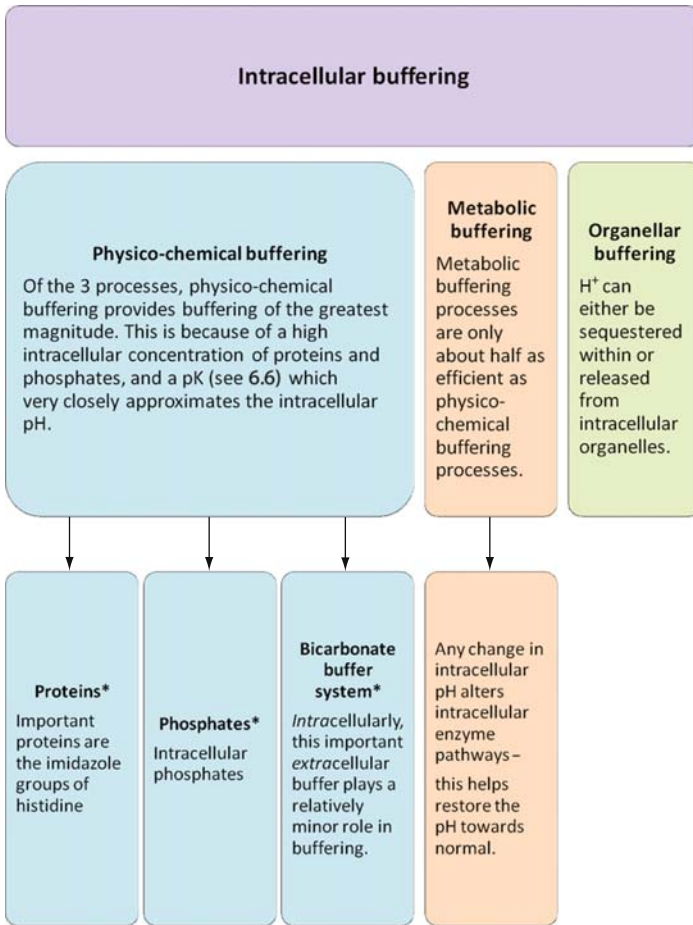 Intracellular buffering
Physico-chemical buffering
Of the 3 processes, physico-chemical
buffering provides buffering of the greatest
magnitude. This is because of a high
intracellular concentration of proteins and
phosphates, and a pK (see 6.6) which
very closely approximates the intracellular
pH.
Metabolic
buffering
Metabolic
buffering
processes
are only
about half as
efficient as
physico-
chemical
buffering
processes.
Organellar
buffering
H⁺ can
either be
sequestered
within or
released
from
intracellular
organelles.
Proteins*
Important
proteins are
the imidazole
groups of
histidine
Phosphates*
Intracellular
phosphates
Bicarbonate
buffer
system*
Intracellularly,
this important
extracellular
buffer plays a
relatively
minor role in
buffering.
Any change in
intracellular
pH alters
intracellular
enzyme
pathways –
this helps
restore the
pH towards
normal.